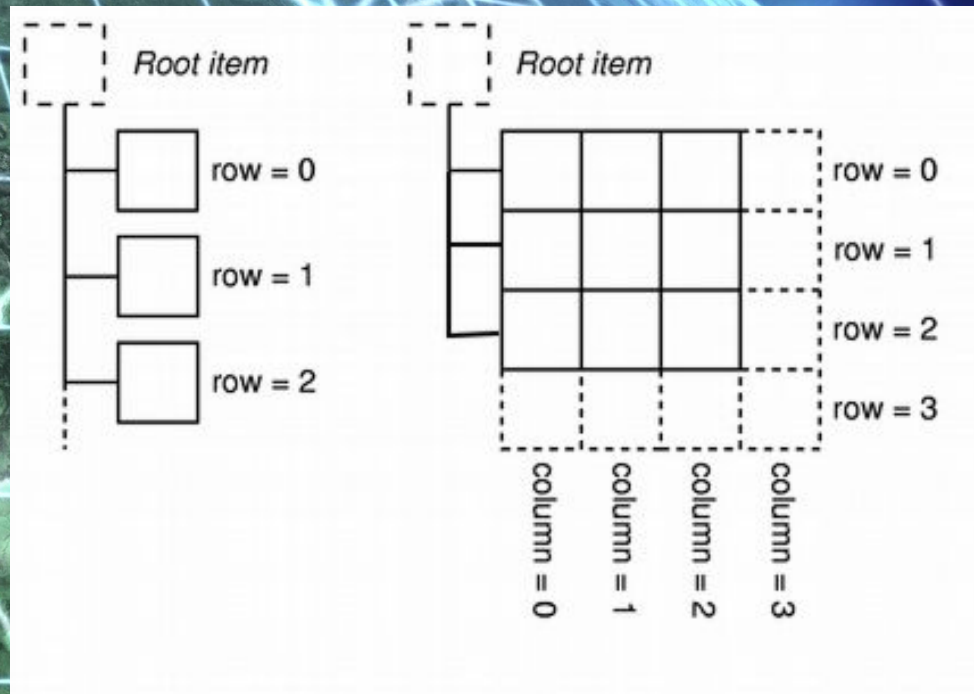 Root item
row = 0
row = 1
row = 2
Root item
row = 0
row = 1
row = 2
row = 3
column = 0
column = 1
column = 2
column = 3